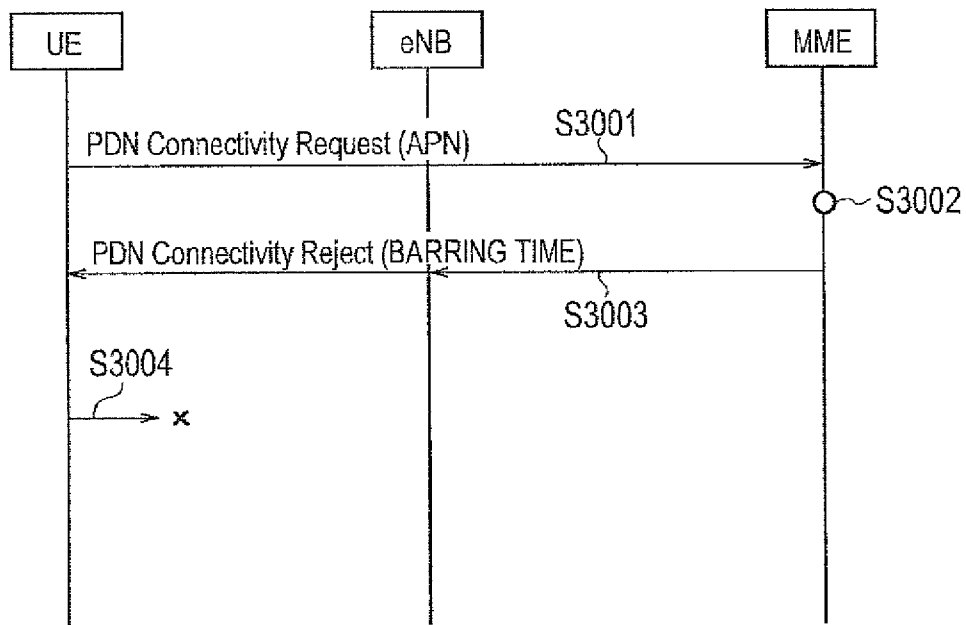 UE
eNB
MME
S3001
PDN Connectivity Request (APN)
S3002
PDN Connectivity Reject (BARRING TIME)
S3003
S3004
x